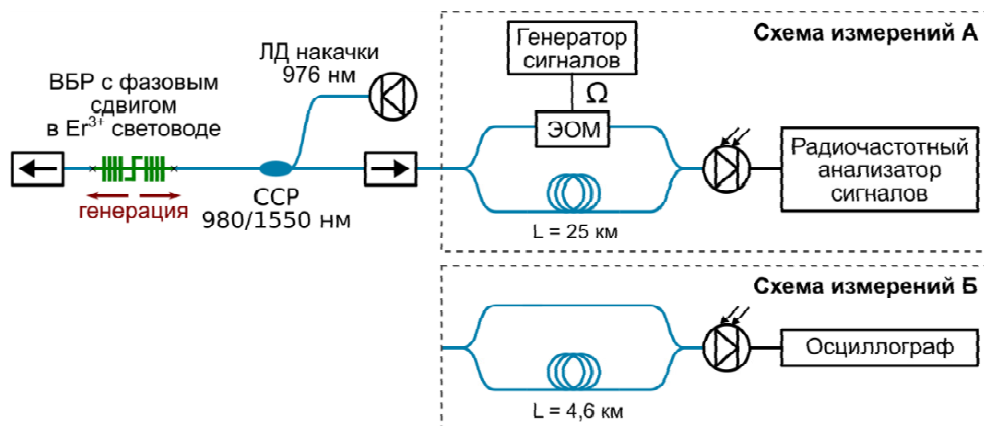 Схема измерений А
Генератор
сигналов
ЛД накачки
976 нм
ВБР с фазовым
сдвигом
в Er³⁺ световоде
Ω
ЭОМ
Радиочастотный
анализатор
сигналов
генерация
ССР
980/1550 нм
L = 25 км
Схема измерений Б
Осциллограф
L = 4,6 км